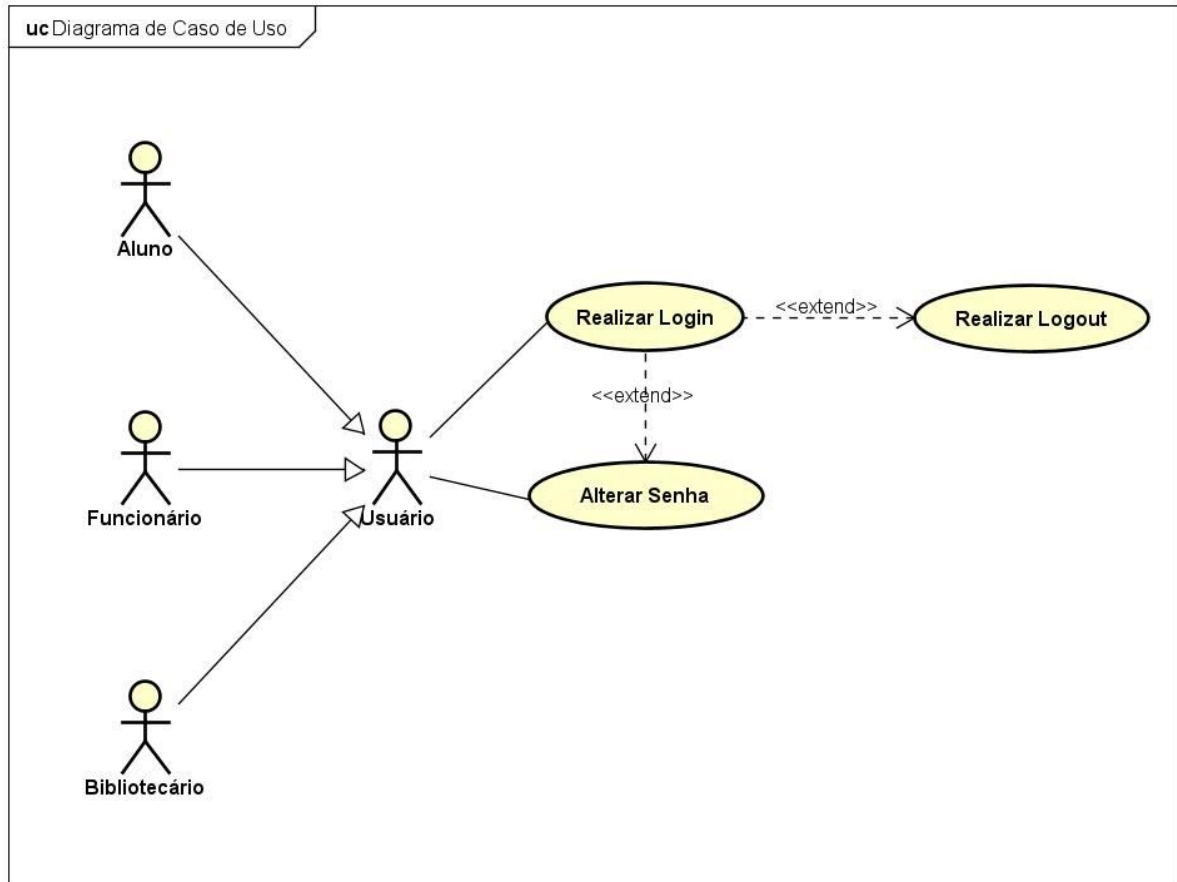 uc Diagrama de Caso de Uso
Aluno
Realizar Login
<<extend>>
Realizar Logout
<<extend>>
Funcionário
Usuário
Alterar Senha
Bibliotecário